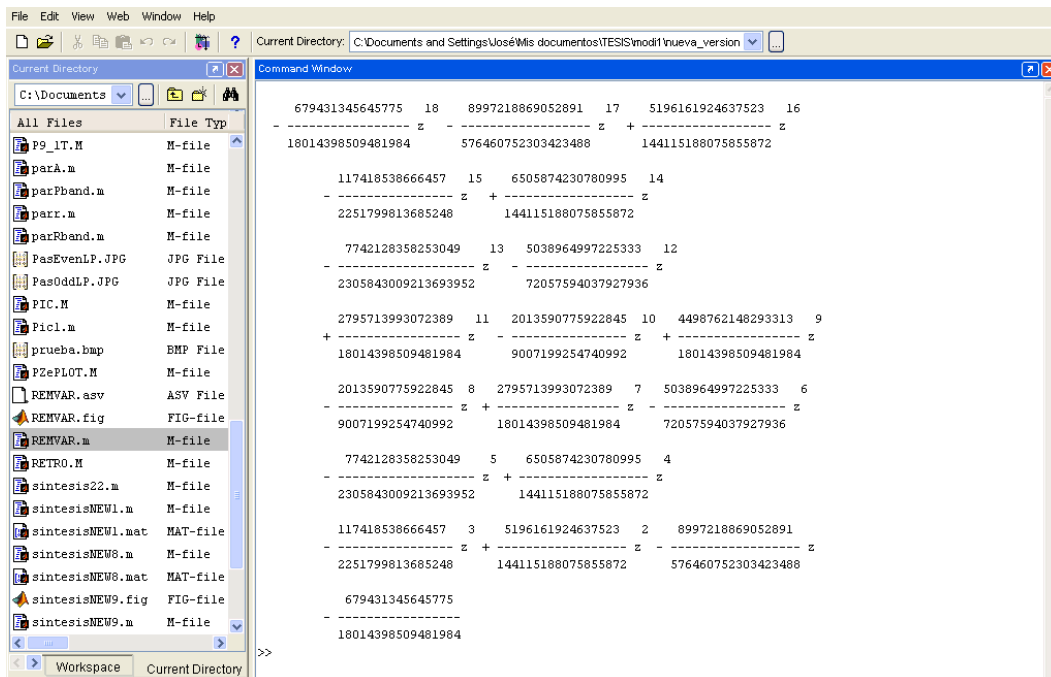 File Edit View Web Window Help
? Current Directory: C:\Documents and Settings\José\Mis documentos\TESIS\modi1\nueva_version ...
Current Directory
C:\Documents ...
All Files File Typ
P9_1T.M M-file
parA.m M-file
parPband.m M-file
parr.m M-file
parRband.m M-file
PasEvenLP.JPG JPG File
PasOddLP.JPG JPG File
PIC.M M-file
Pic1.m M-file
prueba.bmp BMP File
PZePLOT.M M-file
REMVAR.asv ASV File
REMVAR.fig FIG-file
REMVAR.m M-file
RETRO.M M-file
sintesis22.m M-file
sintesisNEW1.m M-file
sintesisNEW1.mat MAT-file
sintesisNEW8.m M-file
sintesisNEW8.mat MAT-file
sintesisNEW9.fig FIG-file
sintesisNEW9.m M-file
Workspace Current Directory
Command Window
679431345645775 18 8997218869052891 17 5196161924637523 16
- ----------------- z - ------------------ z + ------------------ z
18014398509481984 576460752303423488 144115188075855872
117418538666457 15 6505874230780995 14
- ---------------- z + ------------------ z
2251799813685248 144115188075855872
7742128358253049 13 5038964997225333 12
- ------------------- z - ----------------- z
2305843009213693952 72057594037927936
2795713993072389 11 2013590775922845 10 4498762148293313 9
+ ----------------- z - ---------------- z + ----------------- z
18014398509481984 9007199254740992 18014398509481984
2013590775922845 8 2795713993072389 7 5038964997225333 6
- ---------------- z + ----------------- z - ----------------- z
9007199254740992 18014398509481984 72057594037927936
7742128358253049 5 6505874230780995 4
- ------------------- z + ------------------ z
2305843009213693952 144115188075855872
117418538666457 3 5196161924637523 2 8997218869052891
- ---------------- z + ------------------ z - ------------------ z
2251799813685248 144115188075855872 576460752303423488
679431345645775
- -----------------
18014398509481984
>>